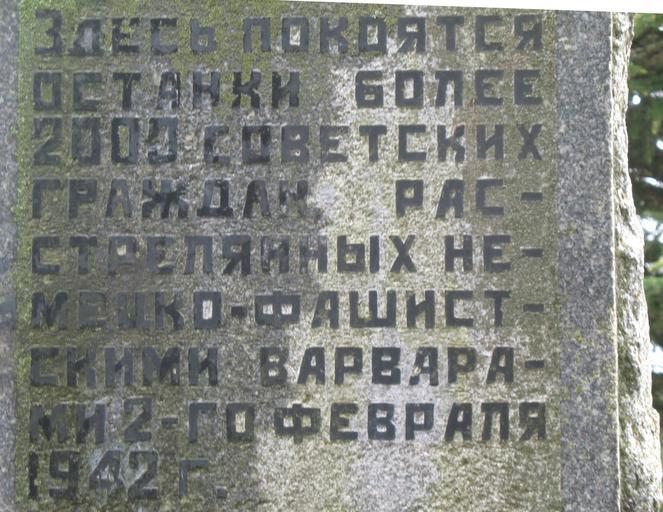 ЗДЕСЬ ПОКОЯТСЯ
ОСТАНКИ БОЛЕЕ
2000 СОВЕТСКИХ
ГРАЖДАН, РАС-
СТРЕЛЯННЫХ НЕ-
МЕЦКО-ФАШИСТ-
СКИМИ ВАРВАРА-
МИ 2-ГО ФЕВРАЛЯ
1942 г.